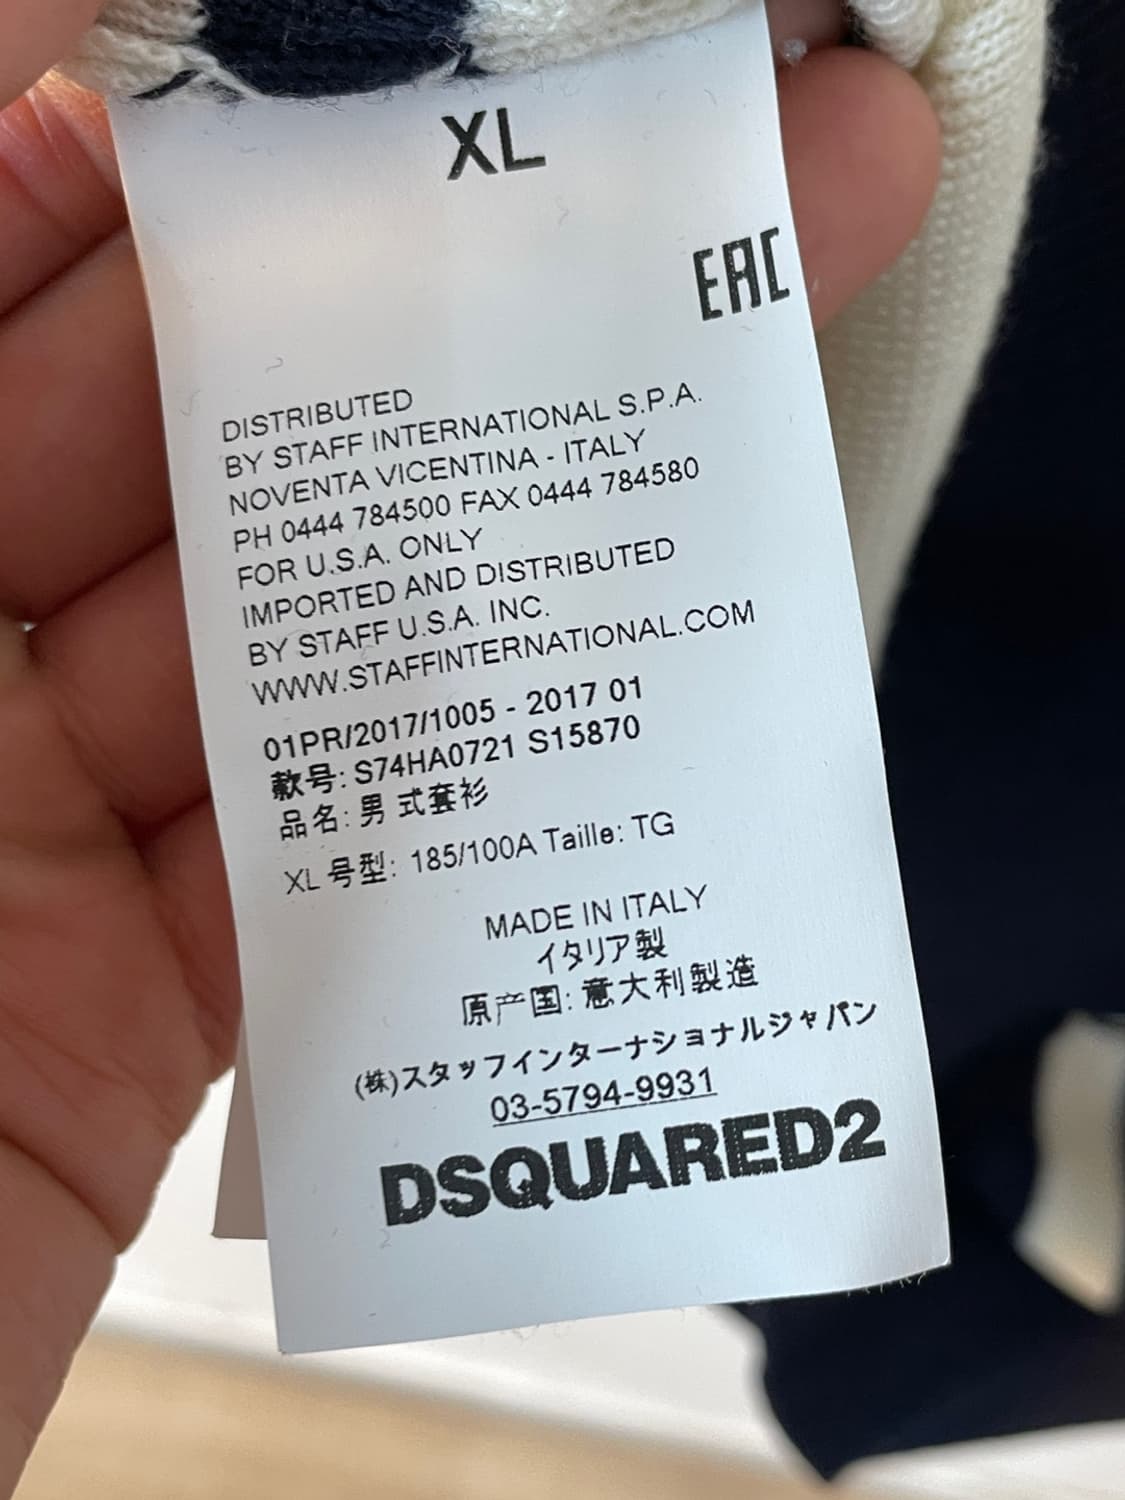 XL
EAC
DISTRIBUTED
BY STAFF INTERNATIONAL S.P.A.
NOVENTA VICENTINA - ITALY
PH 0444 784500 FAX 0444 784580
FOR U.S.A. ONLY
IMPORTED AND DISTRIBUTED
BY STAFF U.S.A. INC.
WWW.STAFFINTERNATIONAL.COM
01PR/2017/1005 - 2017 01
款号: S74HA0721 S15870
品名: 男 式套衫
XL 号型: 185/100A Taille: TG
MADE IN ITALY
イタリア製
原产国: 意大利製造
(株)スタッフインターナショナルジャパン
03-5794-9931
DSQUARED2